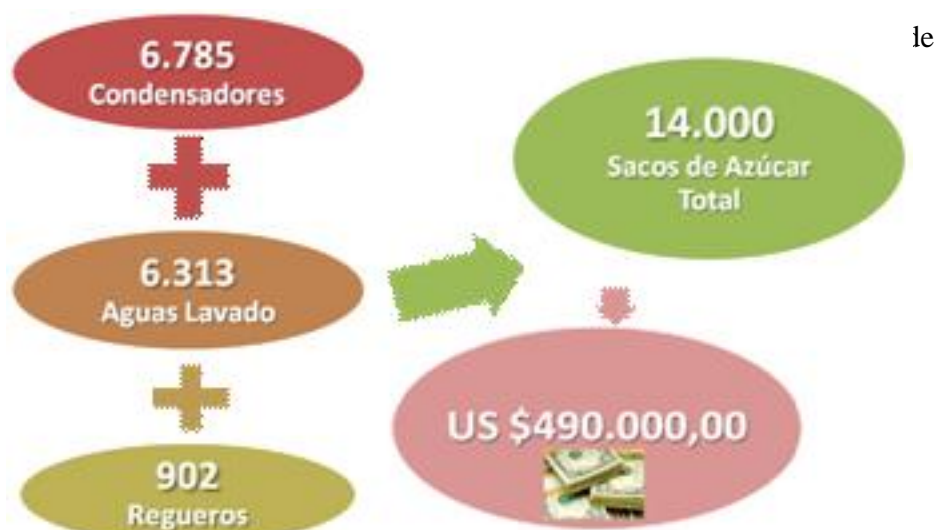 6.785
Condensadores
6.313
Aguas Lavado
902
Regueros
14.000
Sacos de Azúcar
Total
US $490.000,00